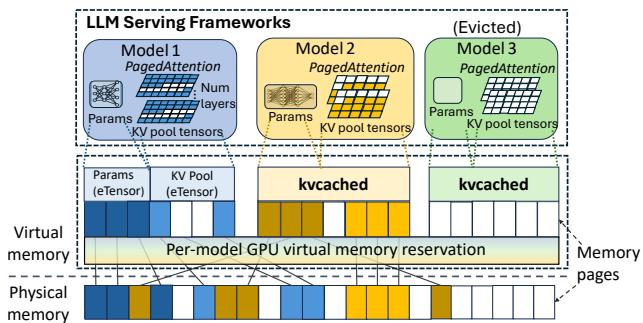 LLM Serving Frameworks
(Evicted)
Model 1
Model 2
Model 3
PagedAttention
PagedAttention
PagedAttention
Num
layers
Params
KV pool tensors
Params
KV pool tensors
Params
KV pool tensors
Params
(eTensor)
KV Pool
(eTensor)
kvcached
kvcached
Virtual
memory
Per-model GPU virtual memory reservation
Memory
pages
Physical
memory